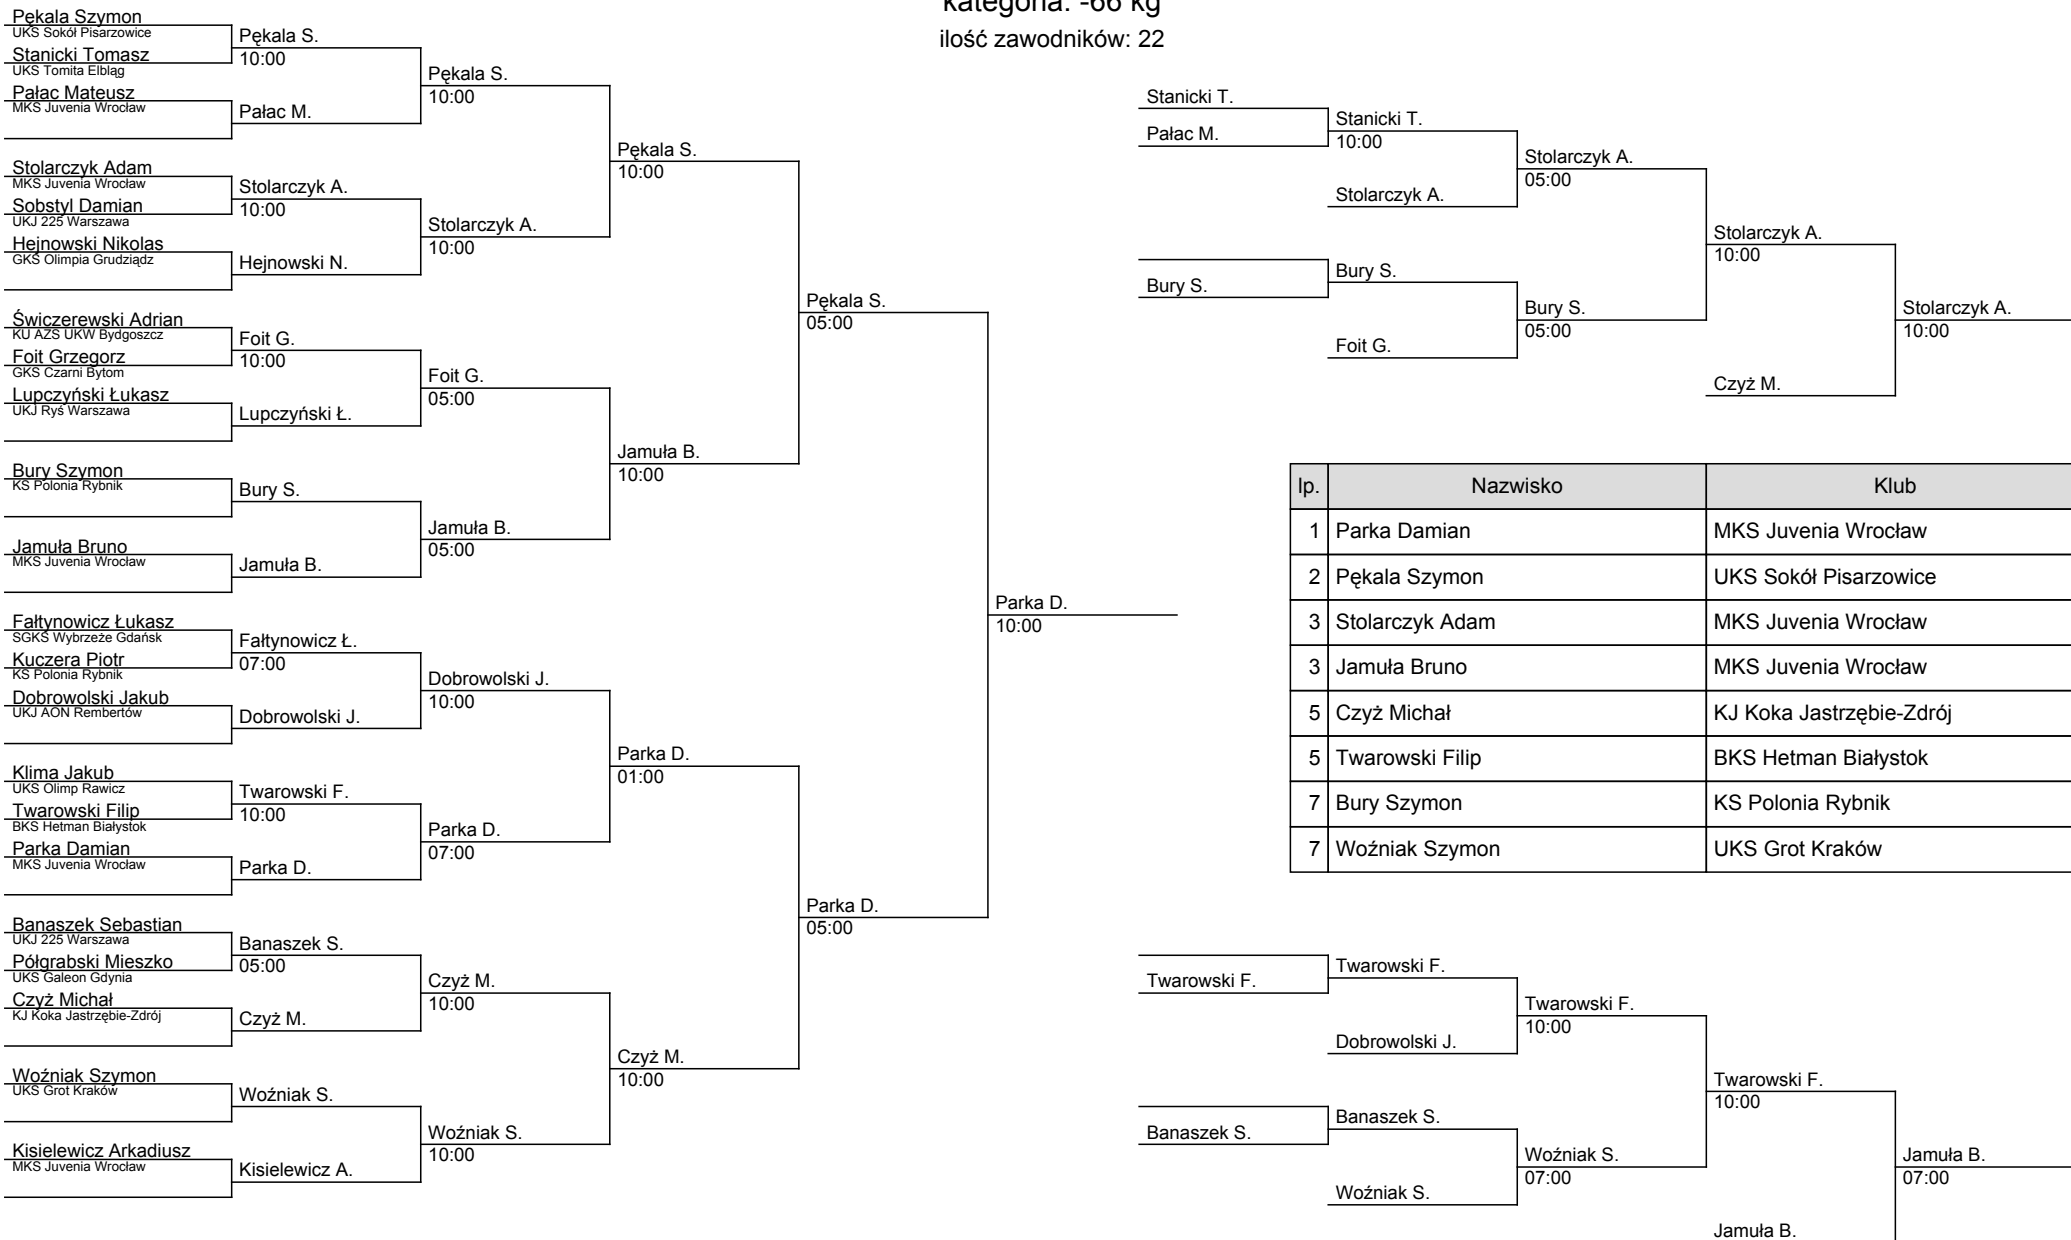 kategoria: -66 kg
ilość zawodników: 22
Pękala Szymon
UKS Sokół Pisarzowice
Stanicki Tomasz
UKS Tomita Elbląg
Pałac Mateusz
MKS Juvenia Wrocław
Stolarczyk Adam
MKS Juvenia Wrocław
Sobstyl Damian
UKJ 225 Warszawa
Hejnowski Nikolas
GKS Olimpia Grudziądz
Świczerewski Adrian
KU AZS UKW Bydgoszcz
Foit Grzegorz
GKS Czarni Bytom
Lupczyński Łukasz
UKJ Ryś Warszawa
Bury Szymon
KS Polonia Rybnik
Jamuła Bruno
MKS Juvenia Wrocław
Fałtynowicz Łukasz
SGKS Wybrzeże Gdańsk
Kuczera Piotr
KS Polonia Rybnik
Dobrowolski Jakub
UKJ AON Rembertów
Klima Jakub
UKS Olimp Rawicz
Twarowski Filip
BKS Hetman Białystok
Parka Damian
MKS Juvenia Wrocław
Banaszek Sebastian
UKJ 225 Warszawa
Półgrabski Mieszko
UKS Galeon Gdynia
Czyż Michał
KJ Koka Jastrzębie-Zdrój
Woźniak Szymon
UKS Grot Kraków
Kisielewicz Arkadiusz
MKS Juvenia Wrocław
Pękala S.
10:00
Pałac M.
Stolarczyk A.
10:00
Hejnowski N.
Foit G.
10:00
Lupczyński Ł.
Bury S.
Jamuła B.
Fałtynowicz Ł.
07:00
Dobrowolski J.
Twarowski F.
10:00
Parka D.
Banaszek S.
05:00
Czyż M.
Woźniak S.
Kisielewicz A.
Pękala S.
10:00
Stolarczyk A.
10:00
Foit G.
05:00
Jamuła B.
05:00
Dobrowolski J.
10:00
Parka D.
07:00
Czyż M.
10:00
Woźniak S.
10:00
Pękala S.
10:00
Jamuła B.
10:00
Parka D.
01:00
Czyż M.
10:00
Pękala S.
05:00
Parka D.
05:00
Parka D.
10:00
Stanicki T.
Pałac M.
Bury S.
Stanicki T.
10:00
Stolarczyk A.
Bury S.
Foit G.
Stolarczyk A.
05:00
Bury S.
05:00
Stolarczyk A.
10:00
Czyż M.
Stolarczyk A.
10:00
lp. Nazwisko Klub
1 Parka Damian MKS Juvenia Wrocław
2 Pękala Szymon UKS Sokół Pisarzowice
3 Stolarczyk Adam MKS Juvenia Wrocław
3 Jamuła Bruno MKS Juvenia Wrocław
5 Czyż Michał KJ Koka Jastrzębie-Zdrój
5 Twarowski Filip BKS Hetman Białystok
7 Bury Szymon KS Polonia Rybnik
7 Woźniak Szymon UKS Grot Kraków
Twarowski F.
Banaszek S.
Twarowski F.
Dobrowolski J.
Banaszek S.
Woźniak S.
Twarowski F.
10:00
Woźniak S.
07:00
Twarowski F.
10:00
Jamuła B.
Jamuła B.
07:00